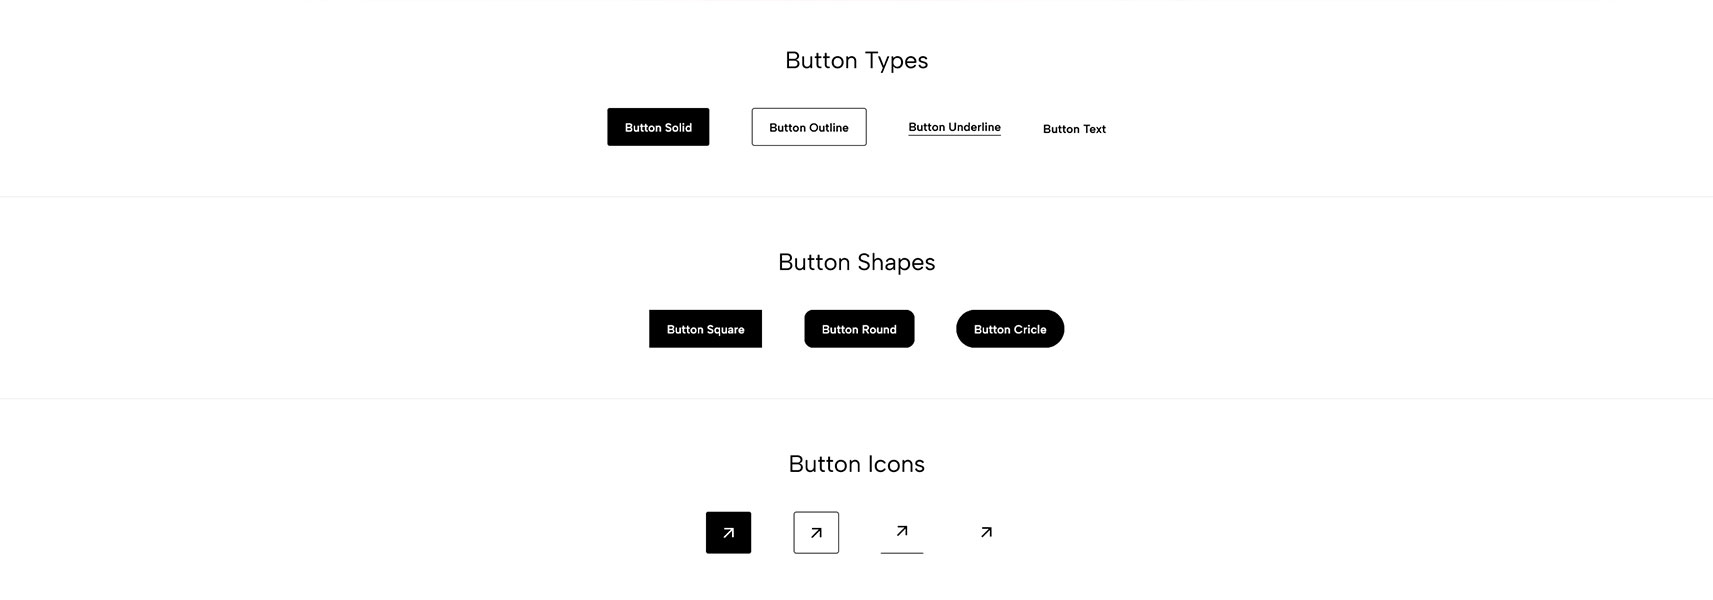 Button Types
Button Solid
Button Outline
Button Underline
Button Text
Button Shapes
Button Square
Button Round
Button Cricle
Button Icons